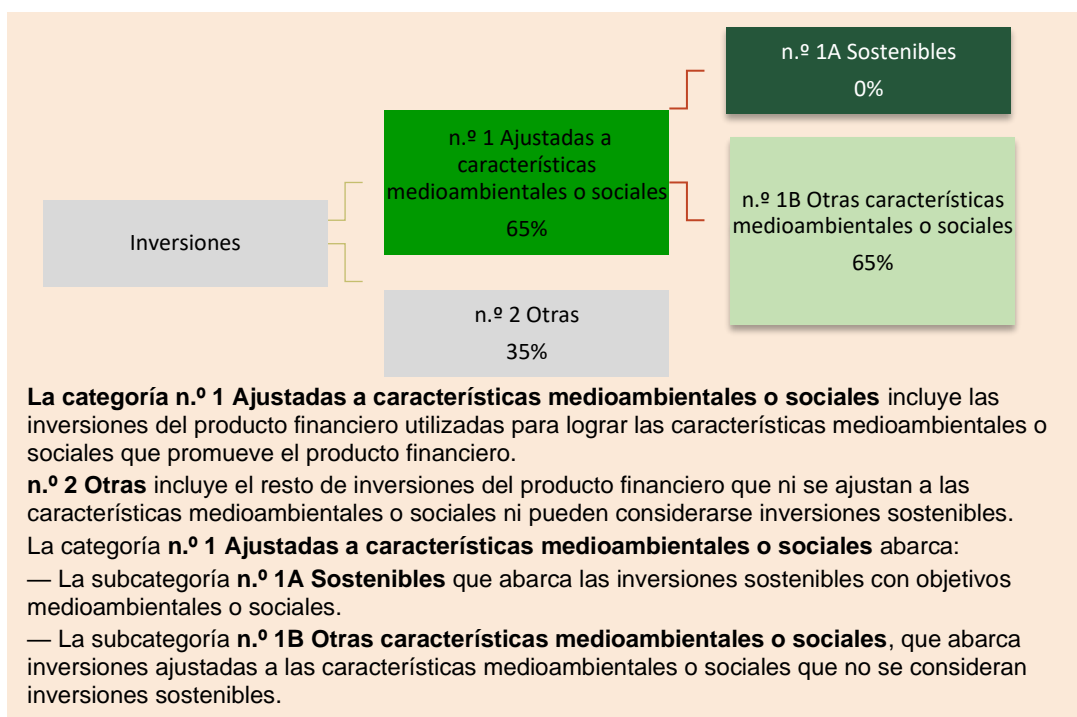 n.º 1A Sostenibles
0%
n.º 1 Ajustadas a
características
medioambientales o sociales
65%
n.º 1B Otras características
medioambientales o sociales
65%
Inversiones
n.º 2 Otras
35%
La categoría n.º 1 Ajustadas a características medioambientales o sociales incluye las
inversiones del producto financiero utilizadas para lograr las características medioambientales o
sociales que promueve el producto financiero.
n.º 2 Otras incluye el resto de inversiones del producto financiero que ni se ajustan a las
características medioambientales o sociales ni pueden considerarse inversiones sostenibles.
La categoría n.º 1 Ajustadas a características medioambientales o sociales abarca:
— La subcategoría n.º 1A Sostenibles que abarca las inversiones sostenibles con objetivos
medioambientales o sociales.
— La subcategoría n.º 1B Otras características medioambientales o sociales, que abarca
inversiones ajustadas a las características medioambientales o sociales que no se consideran
inversiones sostenibles.